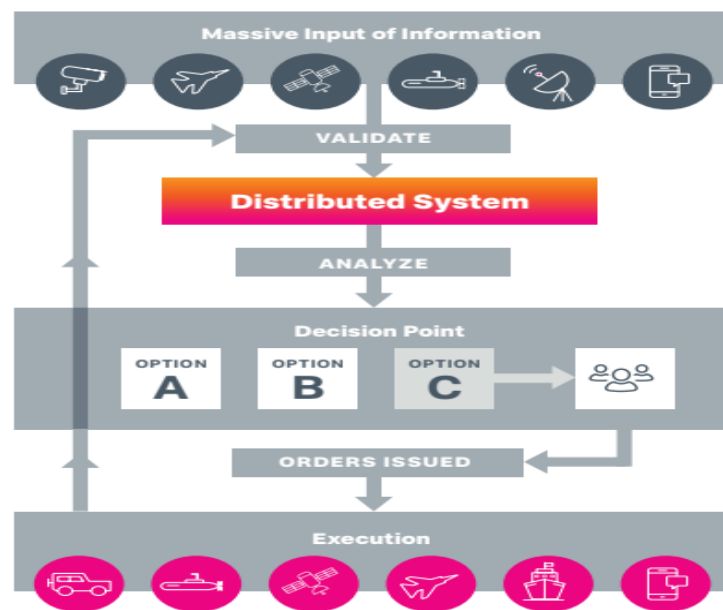 Massive Input of Information
VALIDATE
Distributed System
ANALYZE
Decision Point
OPTION
A
OPTION
B
OPTION
C
ORDERS ISSUED
Execution